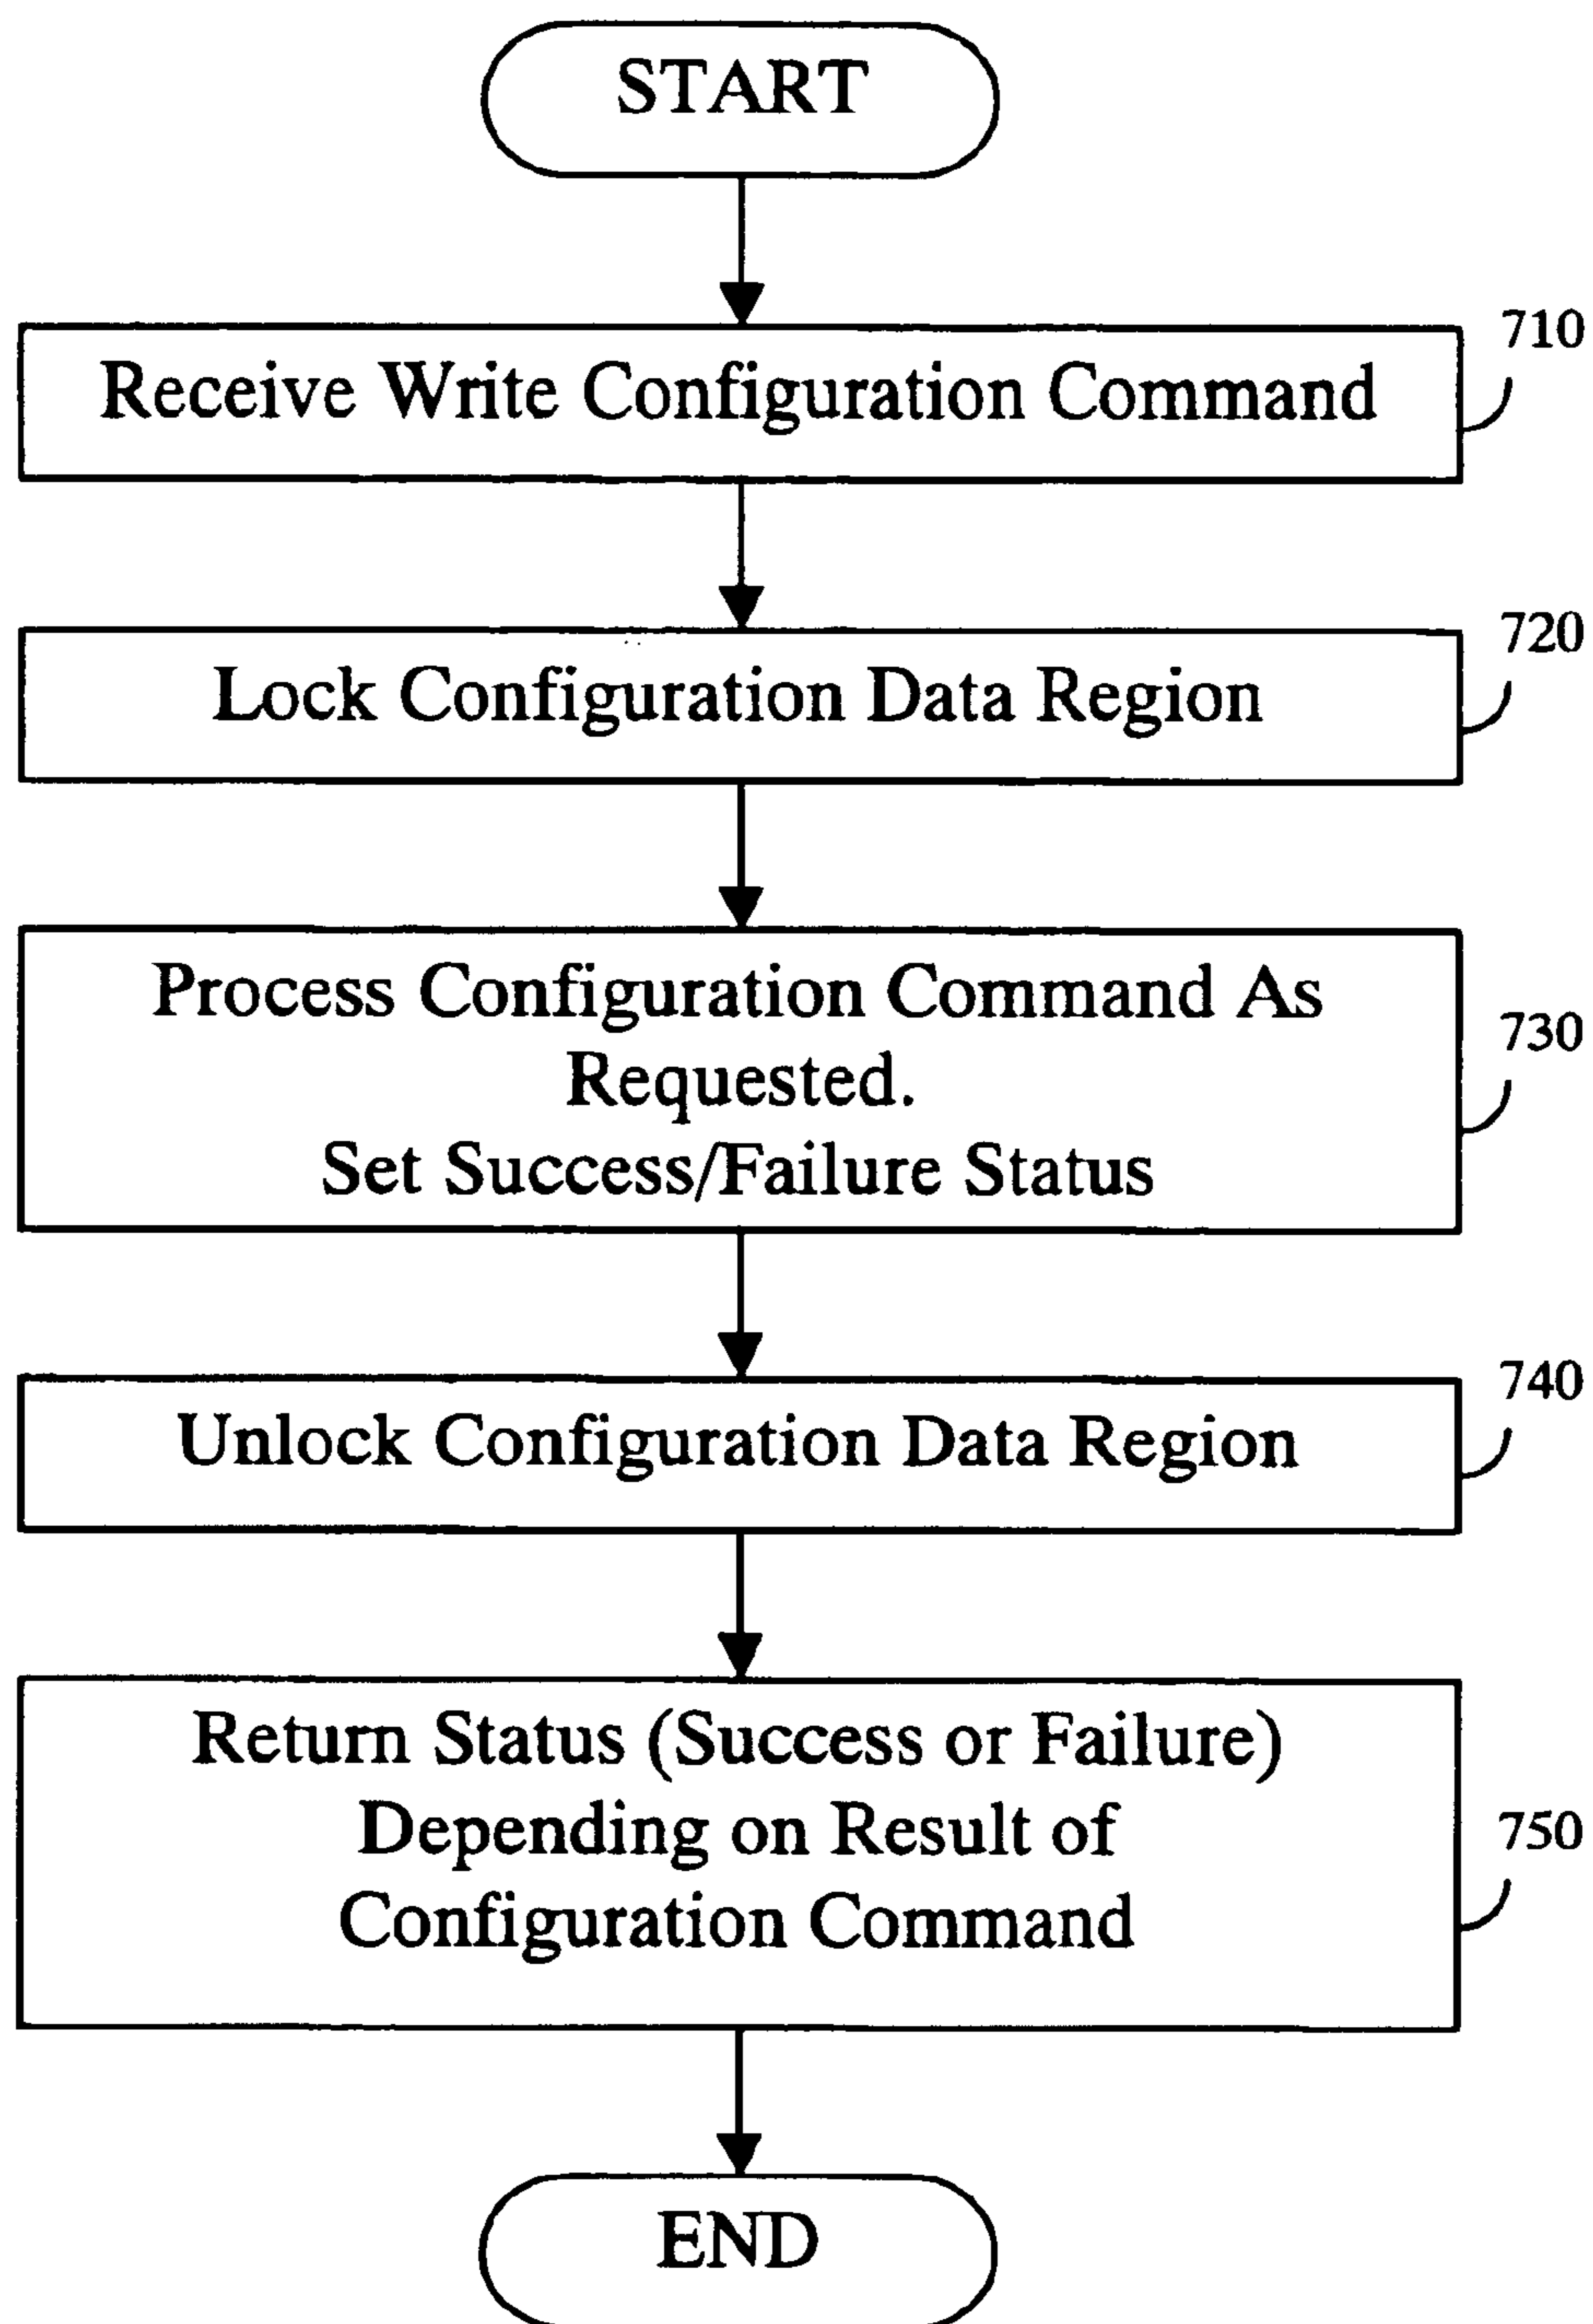 START
710
Receive Write Configuration Command
720
Lock Configuration Data Region
Process Configuration Command As
730
Requested.
Set Success/Failure Status
740
Unlock Configuration Data Region
Return Status (Success or Failure)
Depending on Result of
750
Configuration Command
END